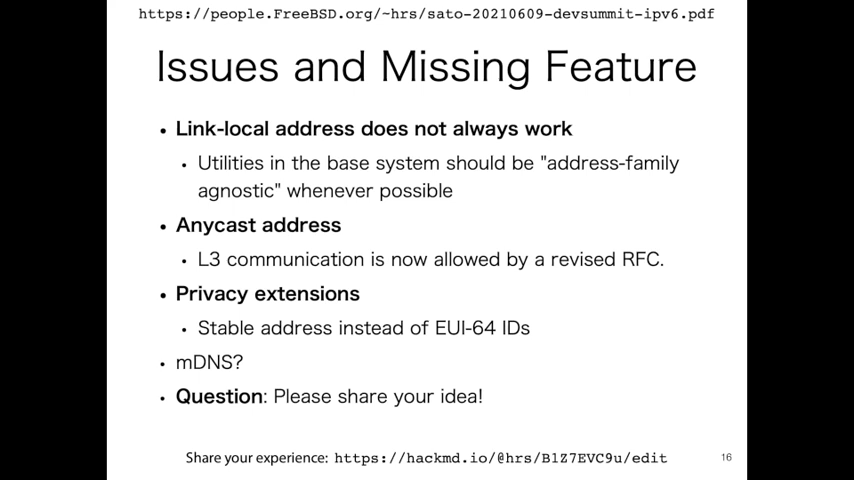 https://people.FreeBSD.org/~hrs/sato-20210609-devsummit-ipv6.pdf
Issues and Missing Feature
• Link-local address does not always work
• Utilities in the base system should be "address-family
agnostic" whenever possible
• Anycast address
• L3 communication is now allowed by a revised RFC.
• Privacy extensions
• Stable address instead of EUI-64 IDs
• mDNS?
• Question: Please share your idea!
Share your experience: https://hackmd.io/@hrs/B1Z7EVC9u/edit
16